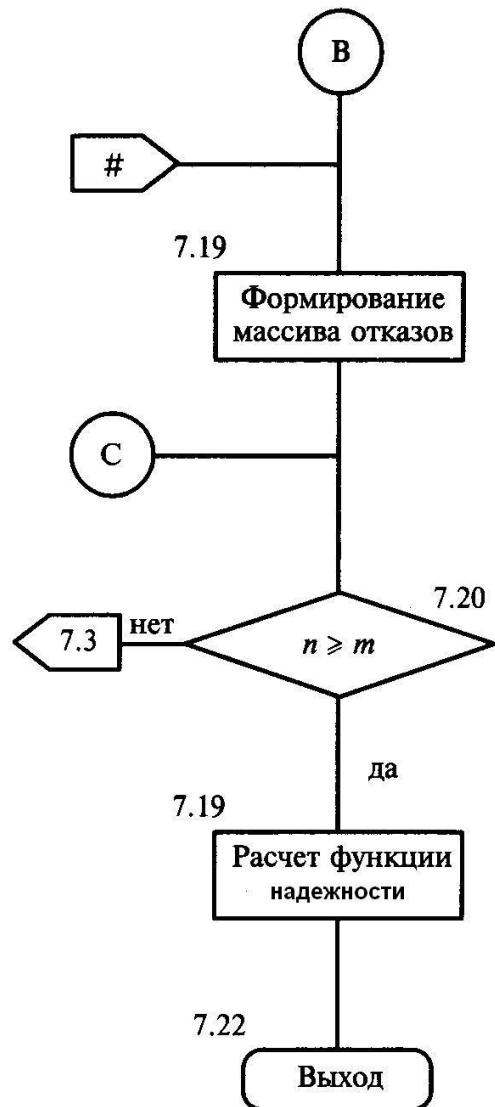 B
#
7.19
Формирование
массива отказов
C
7.20
7.3
нет
n ⩾ m
да
7.19
Расчет функции
надежности
7.22
Выход